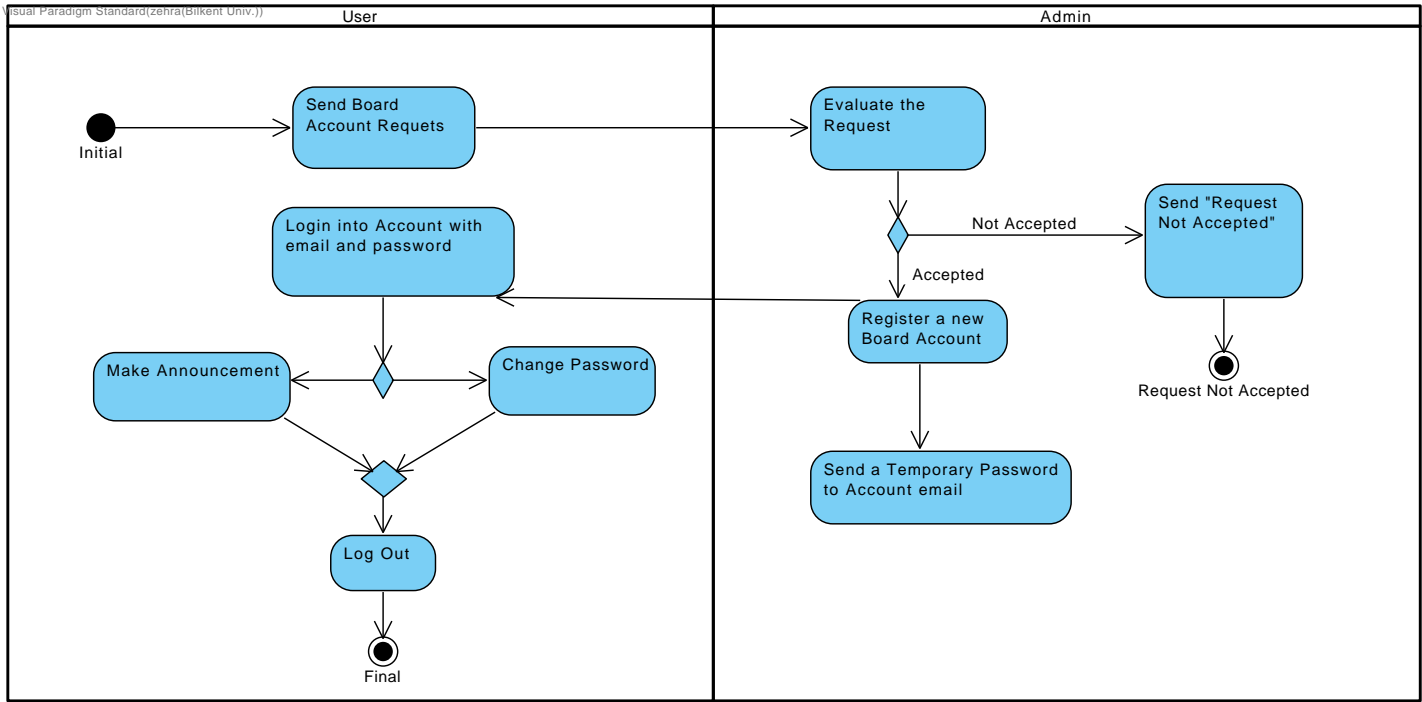 Visual Paradigm Standard(zehra(Bilkent Univ.))
User
Admin
Send Board
Account Requets
Evaluate the
Request
Initial
Send "Request
Not Accepted"
Login into Account with
email and password
Not Accepted
Accepted
Register a new
Board Account
Make Announcement
Change Password
Request Not Accepted
Send a Temporary Password
to Account email
Log Out
Final